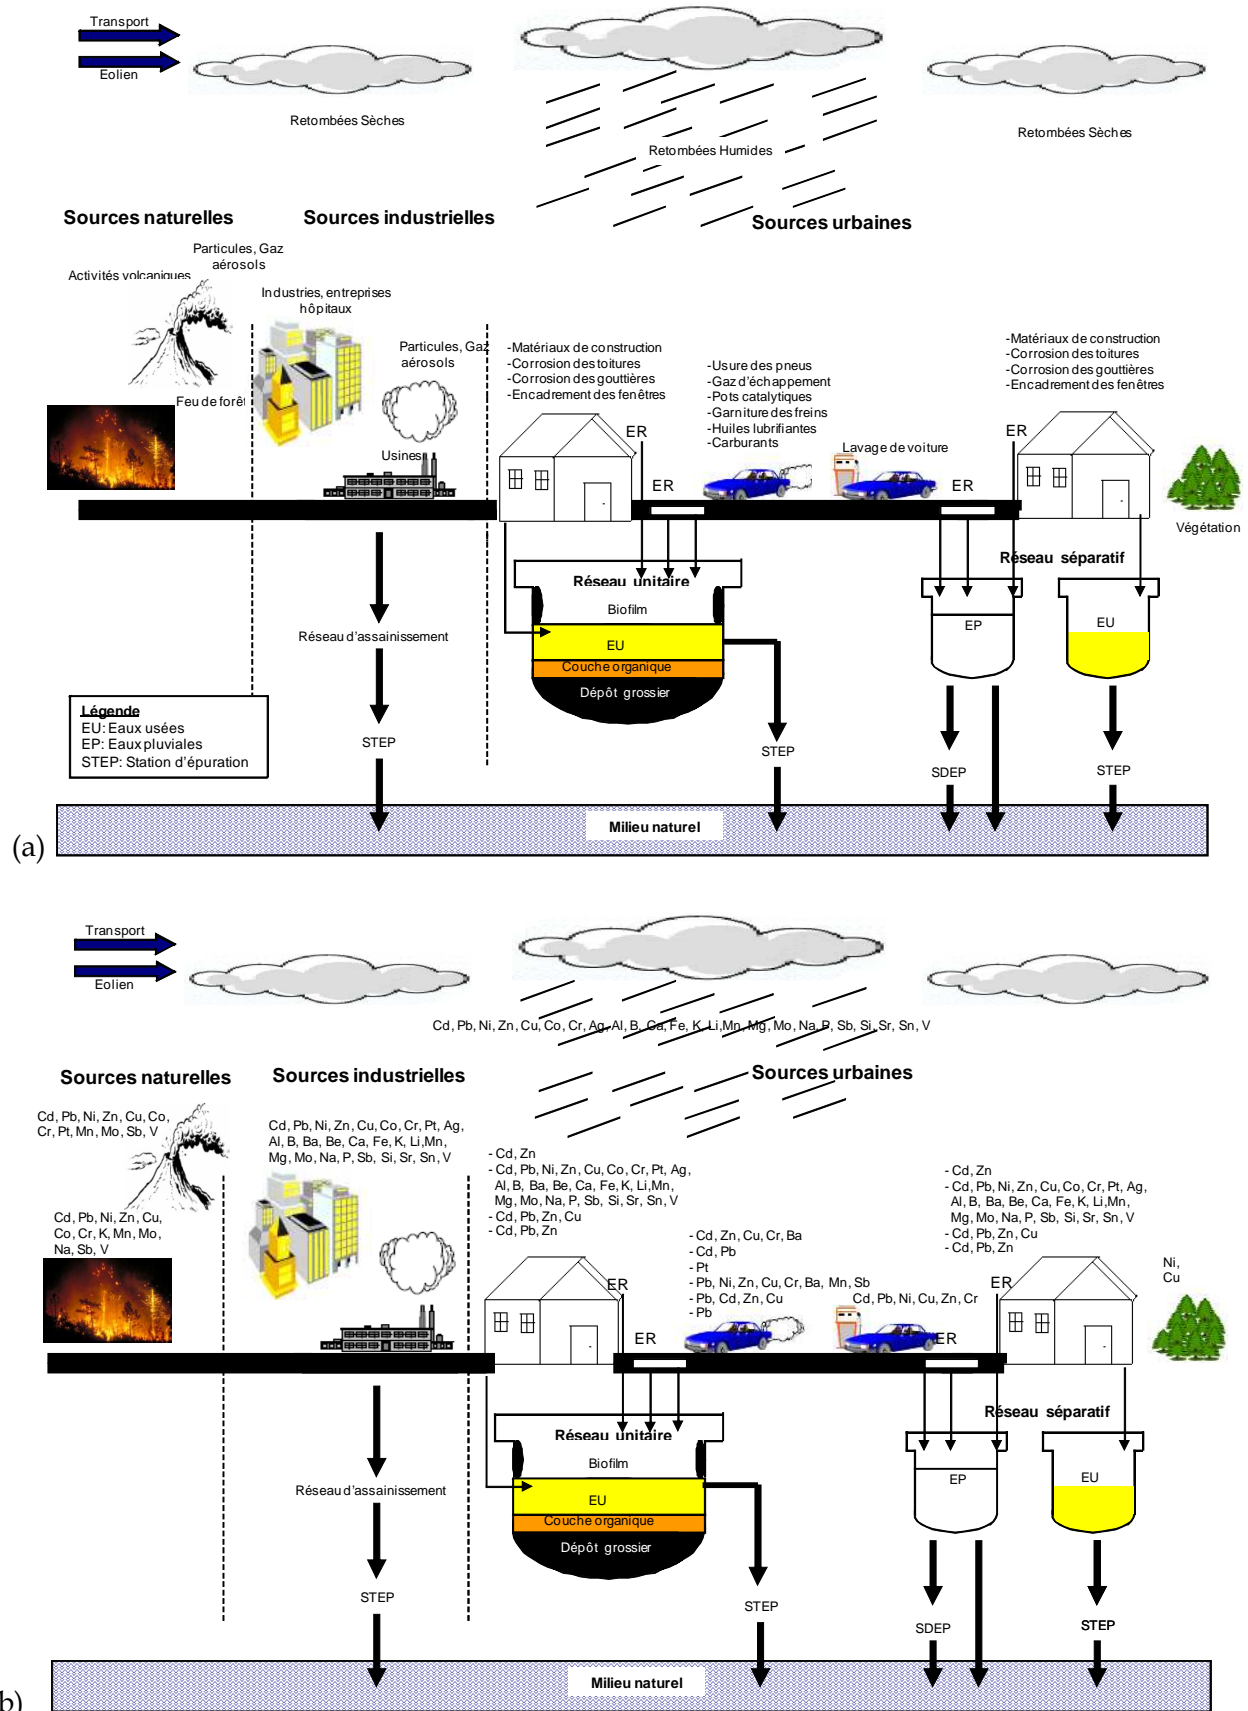 Transport
Eolien
Retombées Sèches
Retombées Humides
Retombées Sèches
Sources naturelles
Sources industrielles
Sources urbaines
Particules, Gaz
aérosols
Activités volcaniques
Industries, entreprises
hôpitaux
Particules, Gaz
aérosols
Feu de forêt
Usines
-Matériaux de construction
-Corrosion des toitures
-Corrosion des gouttières
-Encadrement des fenêtres
-Usure des pneus
-Gaz d'échappement
-Pots catalytiques
-Garniture des freins
-Huiles lubrifiantes
-Carburants
Lavage de voiture
-Matériaux de construction
-Corrosion des toitures
-Corrosion des gouttières
-Encadrement des fenêtres
ER
ER
ER
ER
Végétation
Réseau unitaire
Biofilm
EU
Couche organique
Dépôt grossier
Réseau séparatif
EP
EU
Réseau d'assainissement
STEP
STEP
SDEP
STEP
Légende
EU: Eaux usées
EP: Eaux pluviales
STEP: Station d'épuration
Milieu naturel
(a)
Transport
Eolien
Cd, Pb, Ni, Zn, Cu, Co, Cr, Ag, Al, B, Ca, Fe, K, Li, Mn, Mg, Mo, Na, P, Sb, Si, Sr, Sn, V
Sources naturelles
Sources industrielles
Sources urbaines
Cd, Pb, Ni, Zn, Cu, Co,
Cr, Pt, Mn, Mo, Sb, V
Cd, Pb, Ni, Zn, Cu,
Co, Cr, K, Mn, Mo,
Na, Sb, V
Cd, Pb, Ni, Zn, Cu, Co, Cr, Pt, Ag,
Al, B, Ba, Be, Ca, Fe, K, Li, Mn,
Mg, Mo, Na, P, Sb, Si, Sr, Sn, V
- Cd, Zn
- Cd, Pb, Ni, Zn, Cu, Co, Cr, Pt, Ag,
Al, B, Ba, Be, Ca, Fe, K, Li, Mn,
Mg, Mo, Na, P, Sb, Si, Sr, Sn, V
- Cd, Pb, Zn, Cu
- Cd, Pb, Zn
- Cd, Zn, Cu, Cr, Ba
- Cd, Pb
- Pt
- Pb, Ni, Zn, Cu, Cr, Ba, Mn, Sb
- Pb, Cd, Zn, Cu
- Pb
Cd, Pb, Ni, Cu, Zn, Cr
- Cd, Zn
- Cd, Pb, Ni, Zn, Cu, Co, Cr, Pt, Ag,
Al, B, Ba, Be, Ca, Fe, K, Li, Mn,
Mg, Mo, Na, P, Sb, Si, Sr, Sn, V
- Cd, Pb, Zn, Cu
- Cd, Pb, Zn
Ni,
Cu
ER
ER
ER
ER
Réseau unitaire
Biofilm
EU
Couche organique
Dépôt grossier
Réseau séparatif
EP
EU
Réseau d'assainissement
STEP
STEP
SDEP
STEP
Milieu naturel
b)